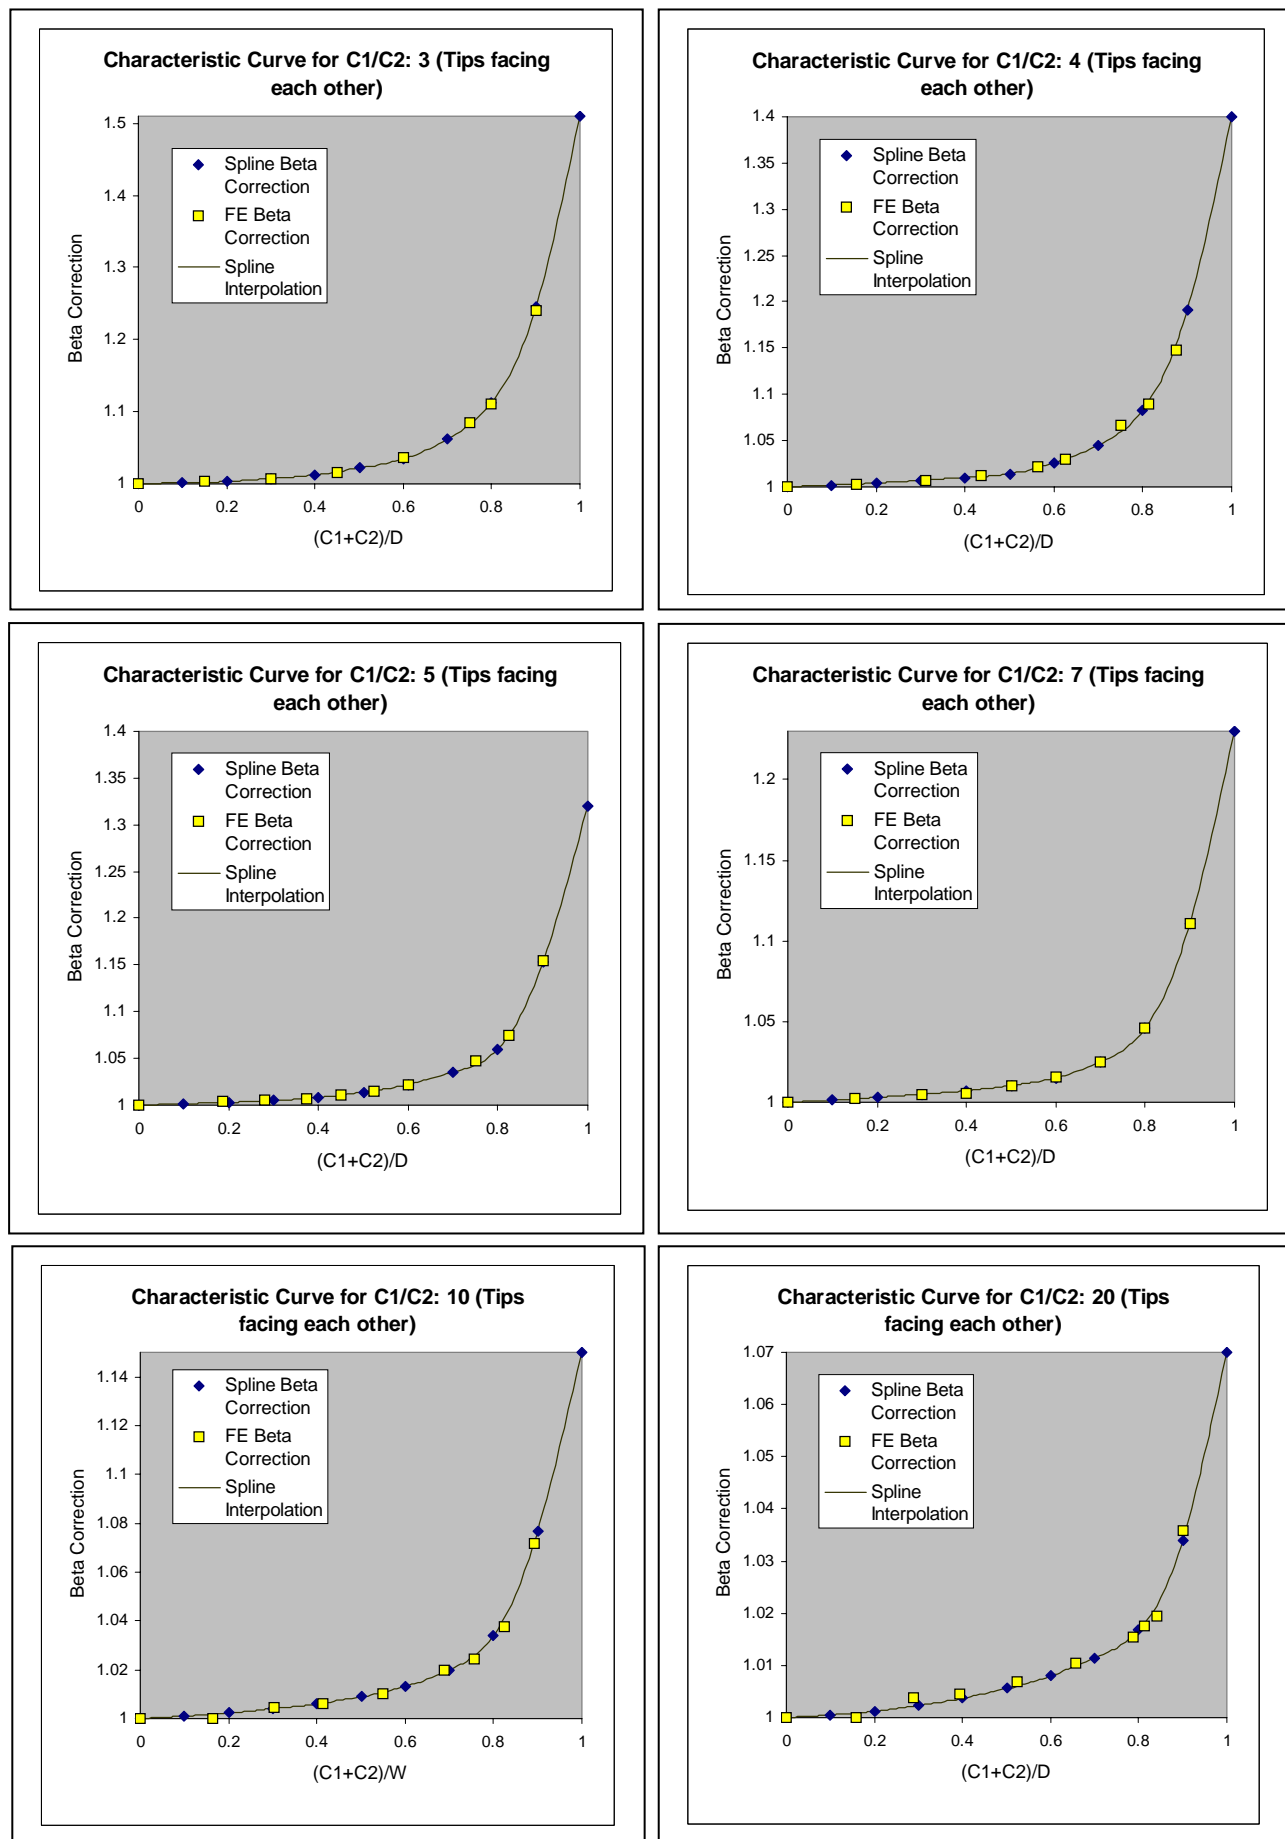 Characteristic Curve for C1/C2: 3 (Tips facing
each other)
1.5
1.4
1.3
1.2
1.1
1
Beta Correction
Spline Beta
Correction
FE Beta
Correction
Spline
Interpolation
0 0.2 0.4 0.6 0.8 1
(C1+C2)/D
Characteristic Curve for C1/C2: 4 (Tips facing
each other)
1.4
1.35
1.3
1.25
1.2
1.15
1.1
1.05
1
Beta Correction
Spline Beta
Correction
FE Beta
Correction
Spline
Interpolation
0 0.2 0.4 0.6 0.8 1
(C1+C2)/D
Characteristic Curve for C1/C2: 5 (Tips facing
each other)
1.4
1.35
1.3
1.25
1.2
1.15
1.1
1.05
1
Beta Correction
Spline Beta
Correction
FE Beta
Correction
Spline
Interpolation
0 0.2 0.4 0.6 0.8 1
(C1+C2)/D
Characteristic Curve for C1/C2: 7 (Tips facing
each other)
1.2
1.15
1.1
1.05
1
Beta Correction
Spline Beta
Correction
FE Beta
Correction
Spline
Interpolation
0 0.2 0.4 0.6 0.8 1
(C1+C2)/D
Characteristic Curve for C1/C2: 10 (Tips
facing each other)
1.14
1.12
1.1
1.08
1.06
1.04
1.02
1
Beta Correction
Spline Beta
Correction
FE Beta
Correction
Spline
Interpolation
0 0.2 0.4 0.6 0.8 1
(C1+C2)/W
Characteristic Curve for C1/C2: 20 (Tips
facing each other)
1.07
1.06
1.05
1.04
1.03
1.02
1.01
1
Beta Correction
Spline Beta
Correction
FE Beta
Correction
Spline
Interpolation
0 0.2 0.4 0.6 0.8 1
(C1+C2)/D